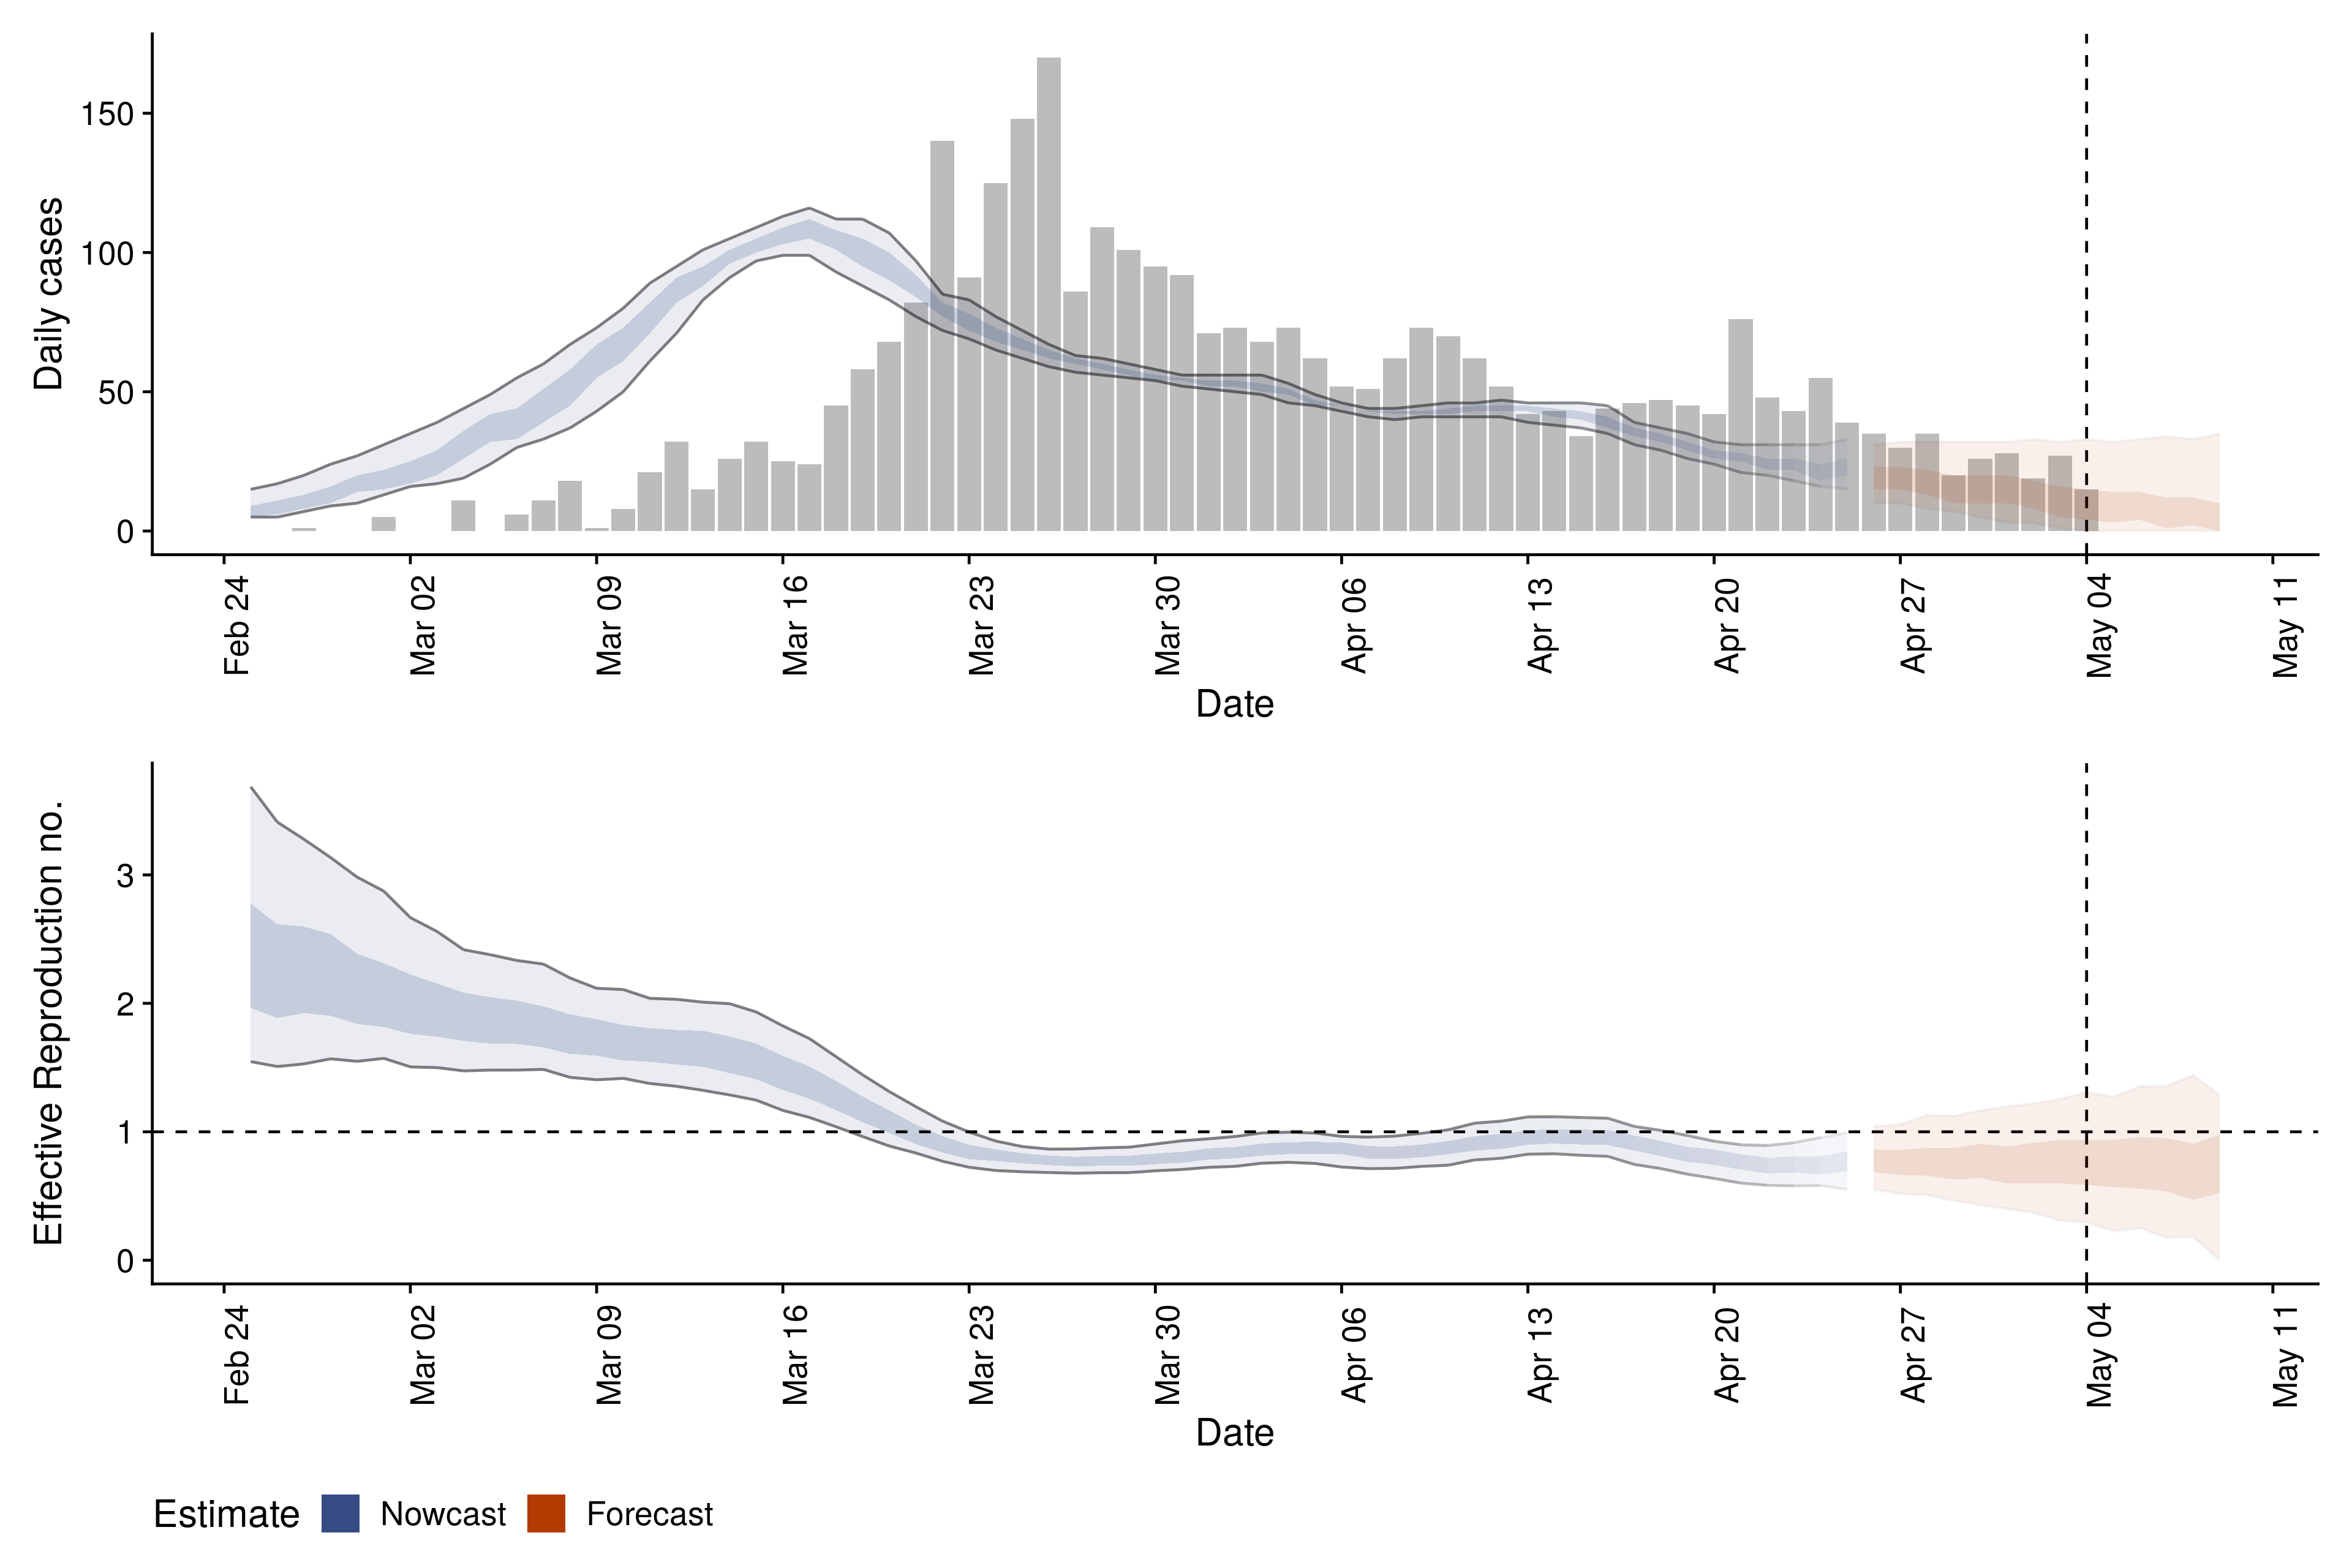 Daily cases
150
100
50
0
Feb 24
Mar 02
Mar 09
Mar 16
Mar 23
Mar 30
Apr 06
Apr 13
Apr 20
Apr 27
May 04
May 11
Date
Effective Reproduction no.
3
2
1
0
Feb 24
Mar 02
Mar 09
Mar 16
Mar 23
Mar 30
Apr 06
Apr 13
Apr 20
Apr 27
May 04
May 11
Date
Estimate Nowcast Forecast